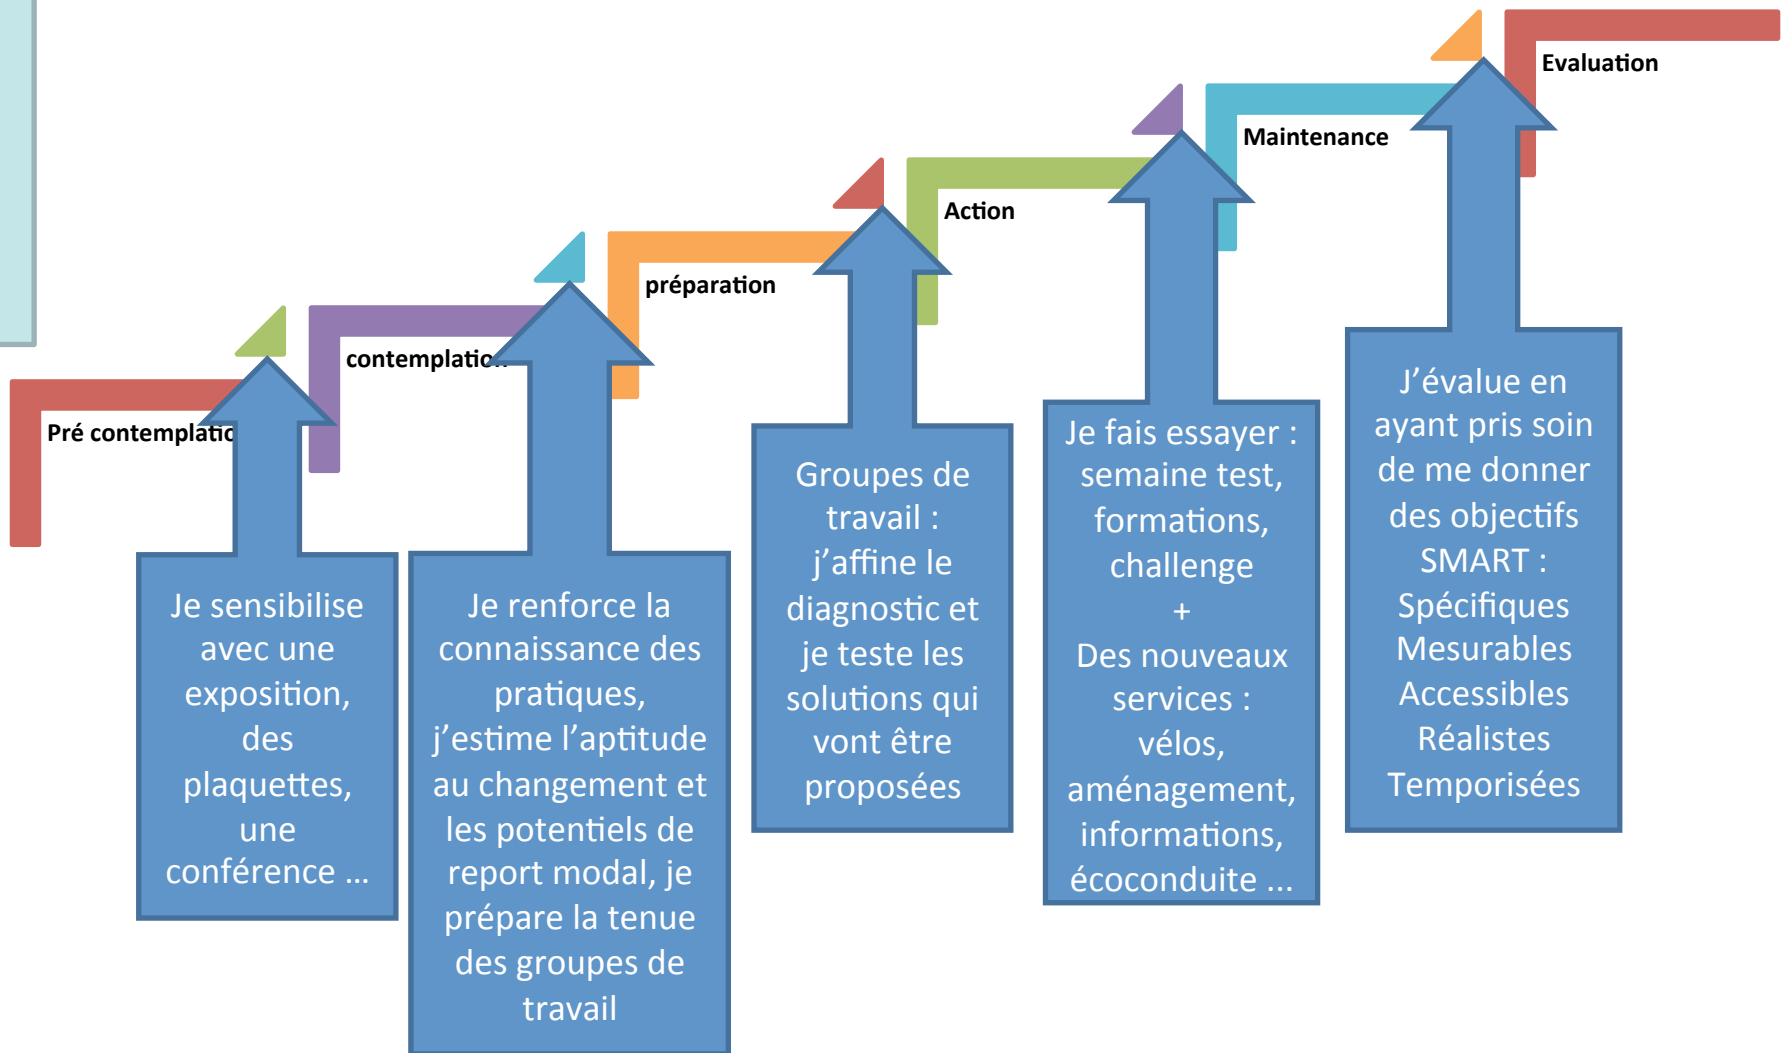 Pré contemplatio
contemplation
préparation
Action
Maintenance
Evaluation
Je sensibilise
avec une
exposition,
des
plaquettes,
une
conférence ...
Je renforce la
connaissance des
pratiques,
j’estime l’aptitude
au changement et
les potentiels de
report modal, je
prépare la tenue
des groupes de
travail
Groupes de
travail :
j’affine le
diagnostic et
je teste les
solutions qui
vont être
proposées
Je fais essayer :
semaine test,
formations,
challenge
+
Des nouveaux
services :
vélos,
aménagement,
informations,
écoconduite ...
J’évalue en
ayant pris soin
de me donner
des objectifs
SMART :
Spécifiques
Mesurables
Accessibles
Réalistes
Temporisées